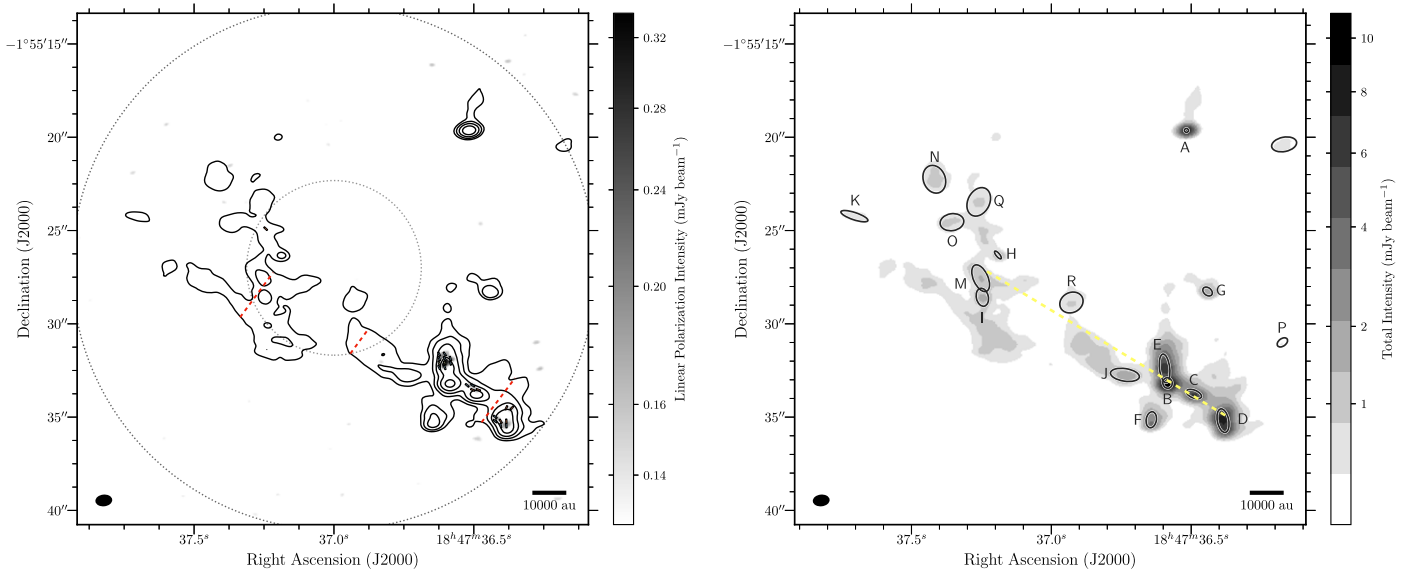 −1°55′15″
20″
25″
30″
35″
40″
Declination (J2000)
37.5ˢ
37.0
18ʰ47ᵐ36.5ˢ
Right Ascension (J2000)
10000 au
0.32
0.28
0.24
0.20
0.16
0.14
Linear Polarization Intensity (mJy beam⁻¹)
−1°55′15″
20″
25″
30″
35″
40″
Declination (J2000)
A
N
K
Q
O
H
M
I
R
G
P
E
J
C
B
F
D
37.5ˢ
37.0
18ʰ47ᵐ36.5ˢ
Right Ascension (J2000)
10000 au
10
8
6
4
2
1
Total Intensity (mJy beam⁻¹)